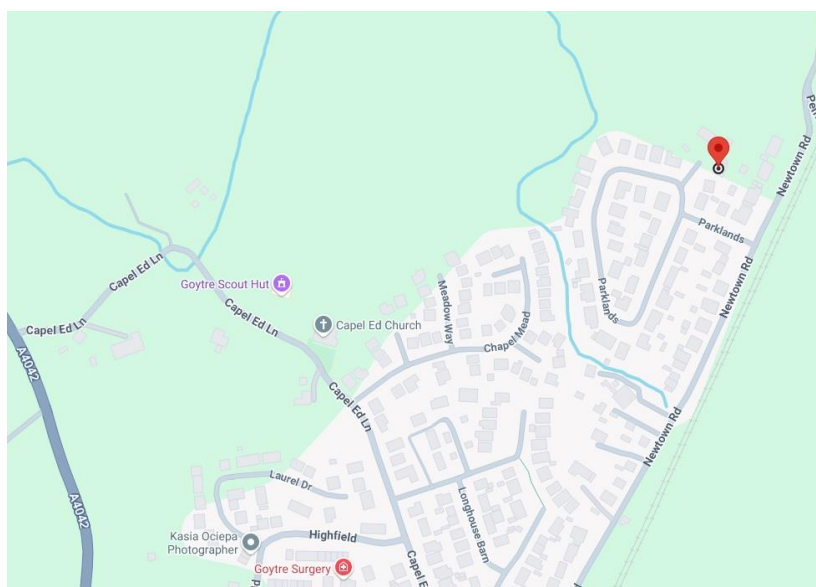 Newtown Rd
Parklands
Capel Ed Ln
Newtown Rd
Goytre Scout Hut
Meadow Way
Parklands
Capel Ed Ln
Capel Ed Church
Capel Ed Ln
A4042
Chapel Mead
Capel Ed Ln
Newtown Rd
Laurel Dr
A4042
Longhouse Barn
Kasia Ociepa
Photographer
Highfield
Goytre Surgery
Capel E